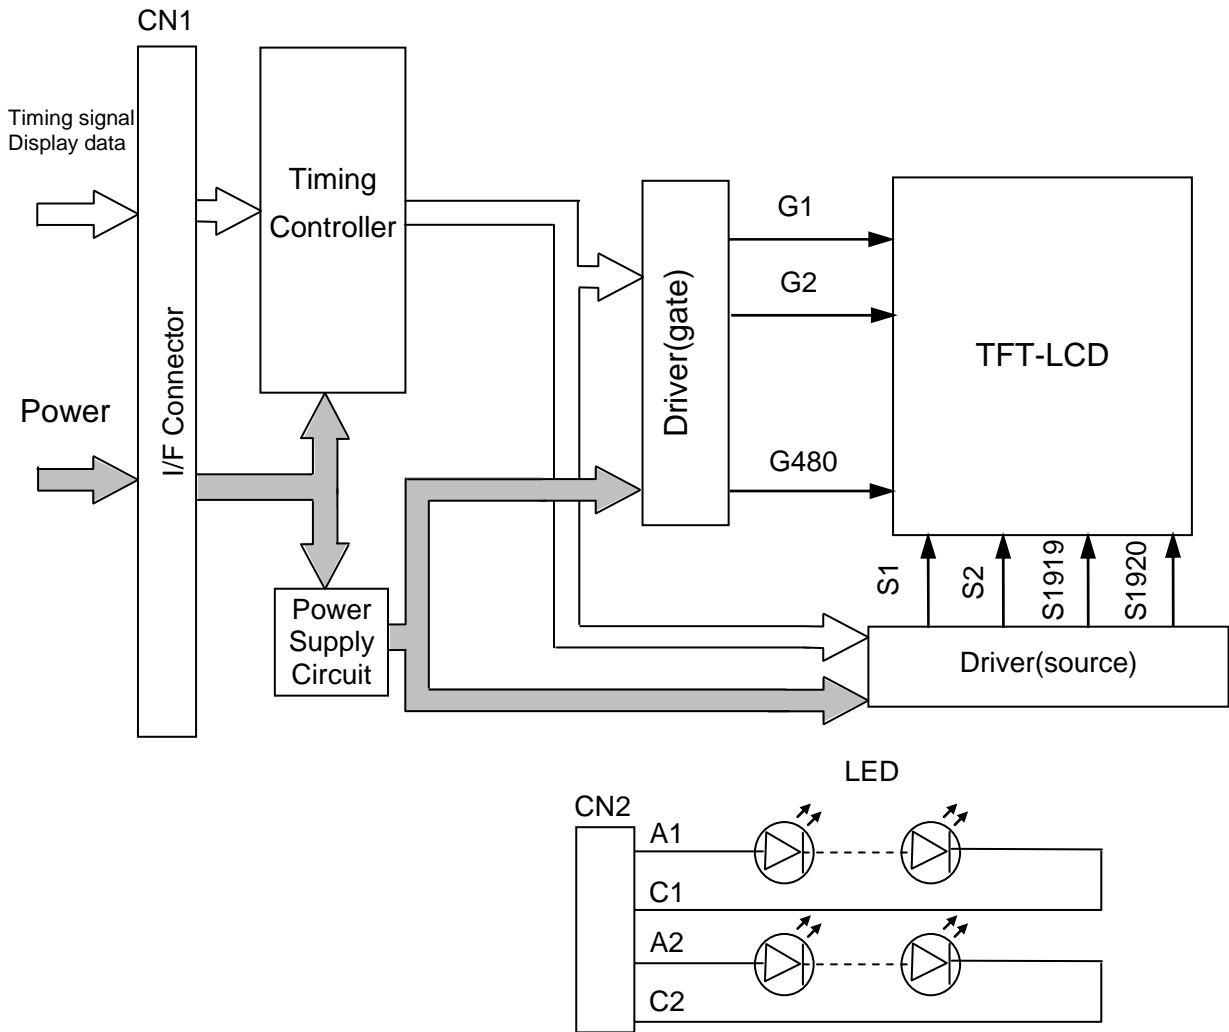 CN1
Timing signal
Display data
Timing
Controller
I/F Connector
Power
Power
Supply
Circuit
Driver(gate)
G1
G2
G480
TFT-LCD
S1
S2
S1919
S1920
Driver(source)
LED
CN2
A1
C1
A2
C2